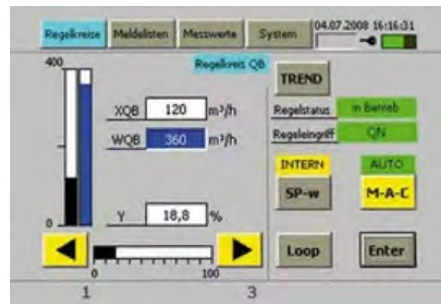 Regelkreise Meldelisten Messwerte System 04.07.2008 16:16:31
400 Regelkreis QB
TREND
XQB 120 m³/h Regelstatus in Betrieb
WQB 360 m³/h Regeleingriff ON
INTERN AUTO
SP-w M-A-C
Y 18,8 %
0
Loop Enter
0 100
1 3